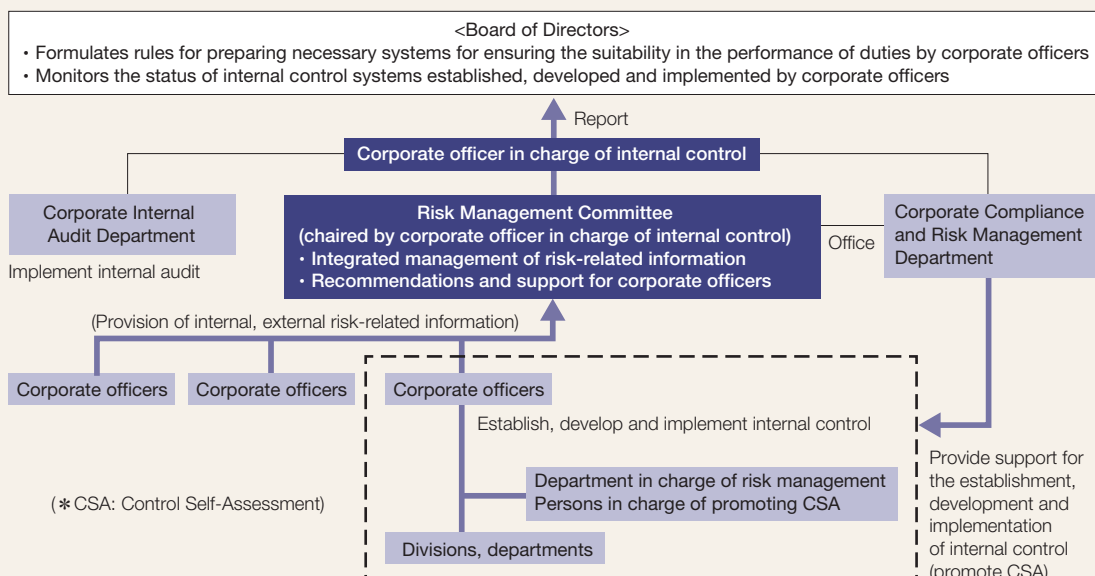 <Board of Directors>
・Formulates rules for preparing necessary systems for ensuring the suitability in the performance of duties by corporate officers
・Monitors the status of internal control systems established, developed and implemented by corporate officers
Report
Corporate officer in charge of internal control
Corporate Internal
Audit Department
Implement internal audit
Risk Management Committee
(chaired by corporate officer in charge of internal control)
・Integrated management of risk-related information
・Recommendations and support for corporate officers
Office
Corporate Compliance
and Risk Management
Department
(Provision of internal, external risk-related information)
Corporate officers
Corporate officers
Corporate officers
Establish, develop and implement internal control
Department in charge of risk management
Persons in charge of promoting CSA
(＊CSA: Control Self-Assessment)
Divisions, departments
Provide support for
the establishment,
development and
implementation
of internal control
(promote CSA)